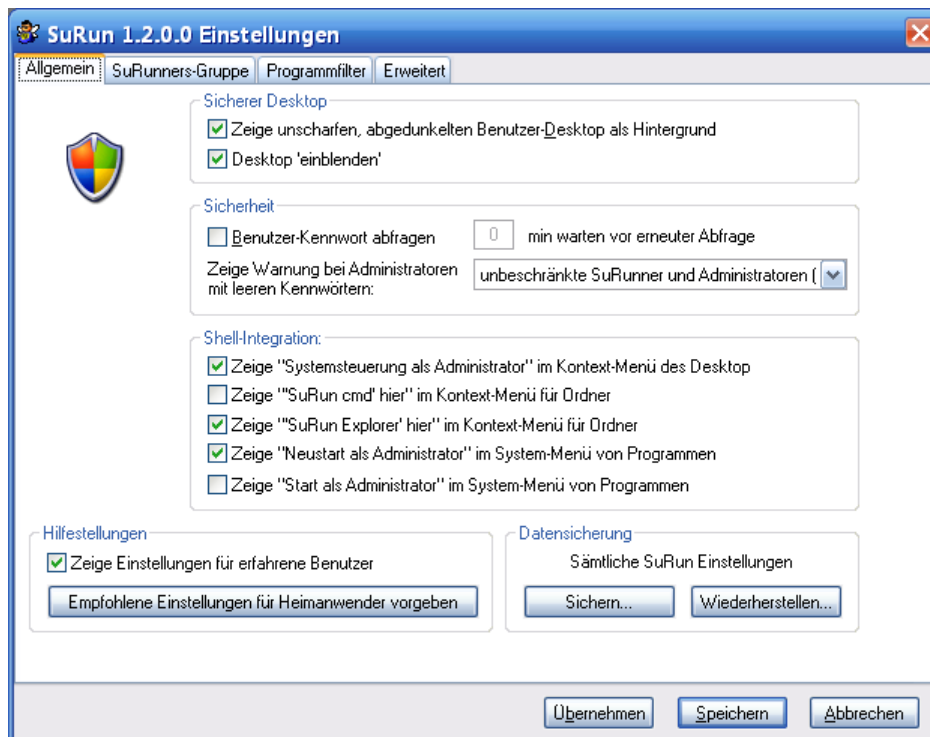 SuRun 1.2.0.0 Einstellungen
Allgemein SuRunners-Gruppe Programmfilter Erweitert
Sicherer Desktop
Zeige unscharfen, abgedunkelten Benutzer-Desktop als Hintergrund
Desktop 'einblenden'
Sicherheit
Benutzer-Kennwort abfragen 0 min warten vor erneuter Abfrage
Zeige Warnung bei Administratoren
mit leeren Kennwörtern:
unbeschränkte SuRunner und Administratoren (
Shell-Integration:
Zeige "Systemsteuerung als Administrator" im Kontext-Menü des Desktop
Zeige "'SuRun cmd' hier" im Kontext-Menü für Ordner
Zeige "'SuRun Explorer' hier" im Kontext-Menü für Ordner
Zeige "Neustart als Administrator" im System-Menü von Programmen
Zeige "Start als Administrator" im System-Menü von Programmen
Hilfestellungen
Zeige Einstellungen für erfahrene Benutzer
Empfohlene Einstellungen für Heimanwender vorgeben
Datensicherung
Sämtliche SuRun Einstellungen
Sichern... Wiederherstellen...
Übernehmen Speichern Abbrechen